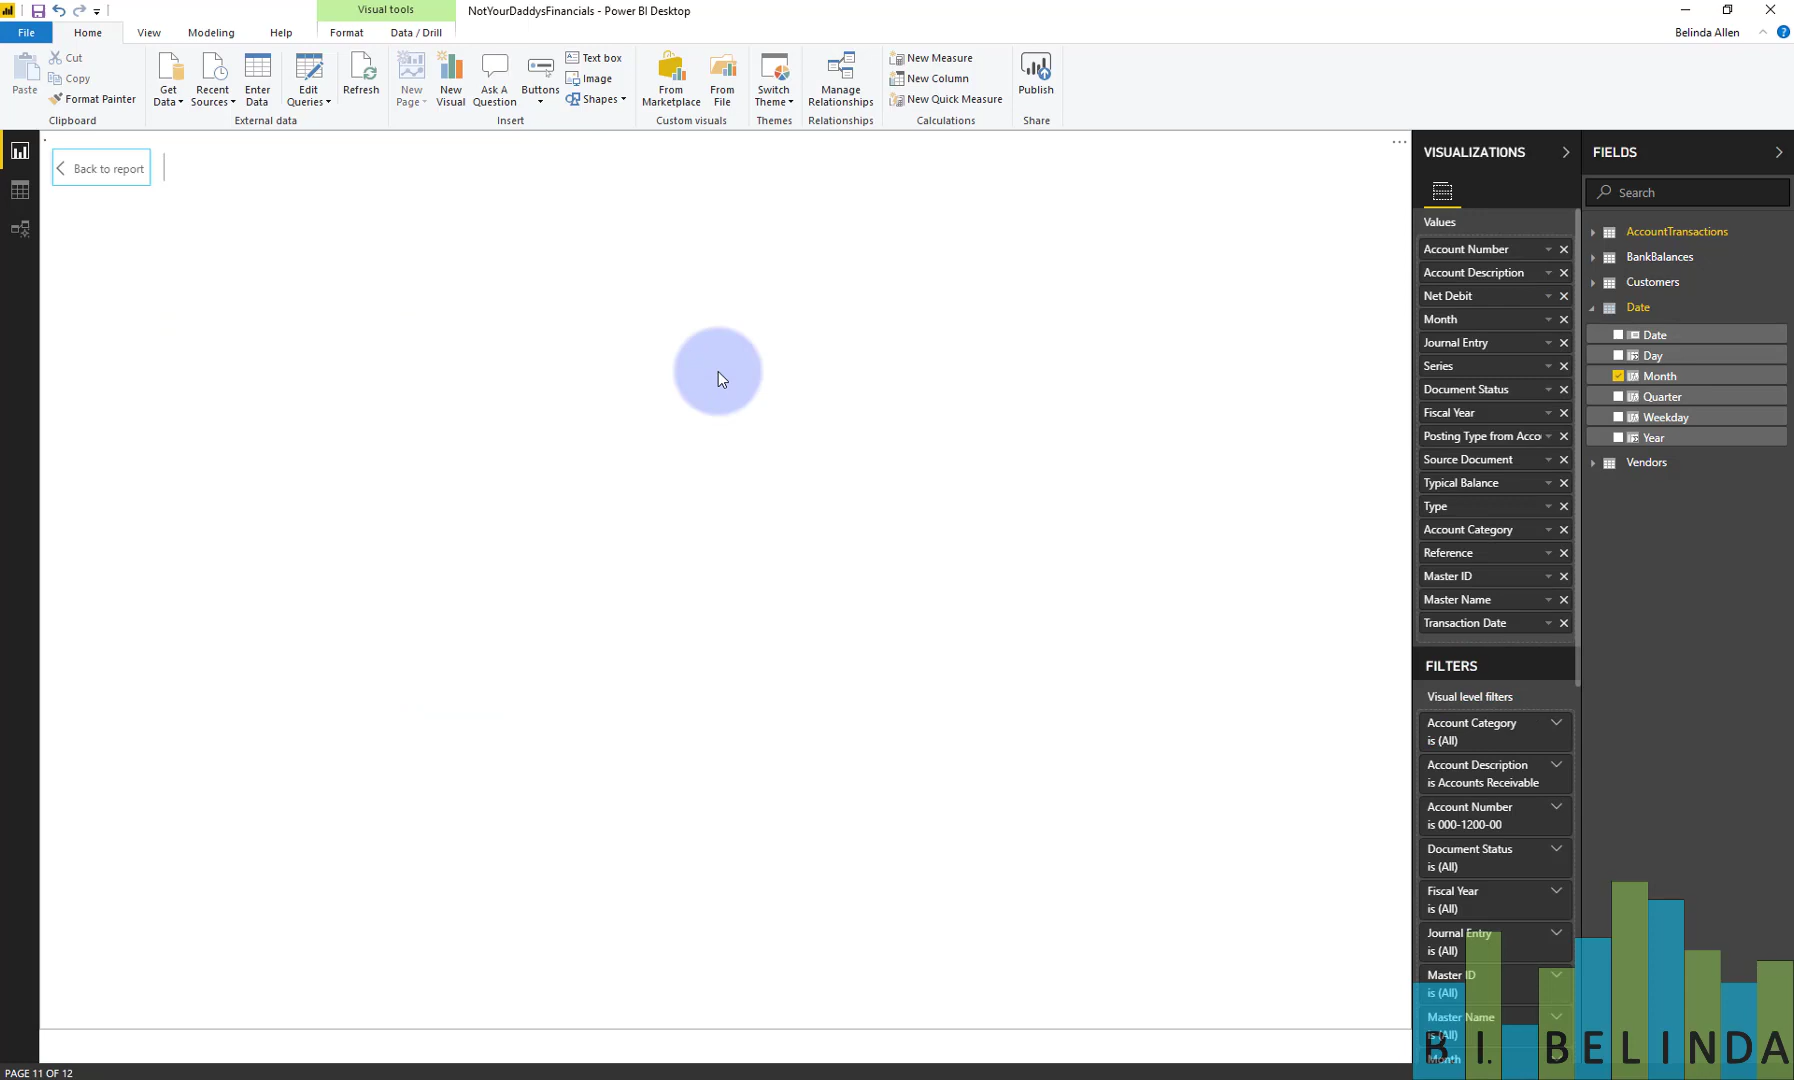 Visual tools
NotYourDaddysFinancials - Power BI Desktop
File
Home
View
Modeling
Help
Format
Data / Drill
Belinda Allen
Paste
Cut
Copy
Format Painter
Clipboard
Get Data
Recent Sources
Enter Data
Edit Queries
Refresh
External data
New Page
New Visual
Ask A Question
Buttons
Text box
Image
Shapes
Insert
From Marketplace
From File
Custom visuals
Switch Theme
Themes
Manage Relationships
Relationships
New Measure
New Column
New Quick Measure
Calculations
Publish
Share
Back to report
VISUALIZATIONS
Values
Account Number
Account Description
Net Debit
Month
Journal Entry
Series
Document Status
Fiscal Year
Posting Type from Acco
Source Document
Typical Balance
Type
Account Category
Reference
Master ID
Master Name
Transaction Date
FILTERS
Visual level filters
Account Category
is (All)
Account Description
is Accounts Receivable
Account Number
is 000-1200-00
Document Status
is (All)
Fiscal Year
is (All)
Journal Entry
is (All)
Master ID
is (All)
Master Name
is (All)
Month
FIELDS
Search
AccountTransactions
BankBalances
Customers
Date
Date
Day
Month
Quarter
Weekday
Year
Vendors
B.I. BELINDA
PAGE 11 OF 12